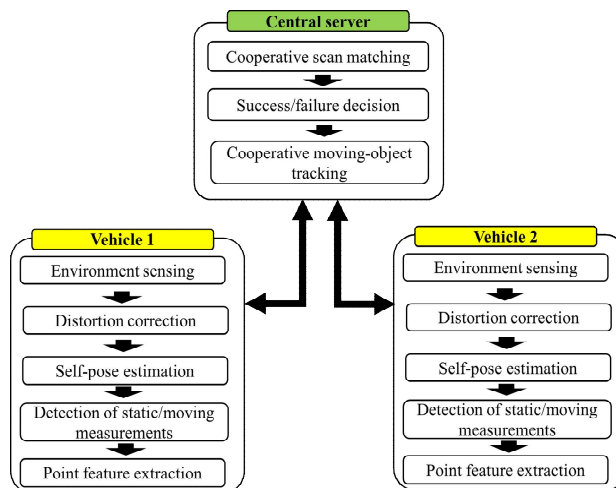 Central server
Cooperative scan matching
Success/failure decision
Cooperative moving-object
tracking
Vehicle 1
Environment sensing
Distortion correction
Self-pose estimation
Detection of static/moving
measurements
Point feature extraction
Vehicle 2
Environment sensing
Distortion correction
Self-pose estimation
Detection of static/moving
measurements
Point feature extraction